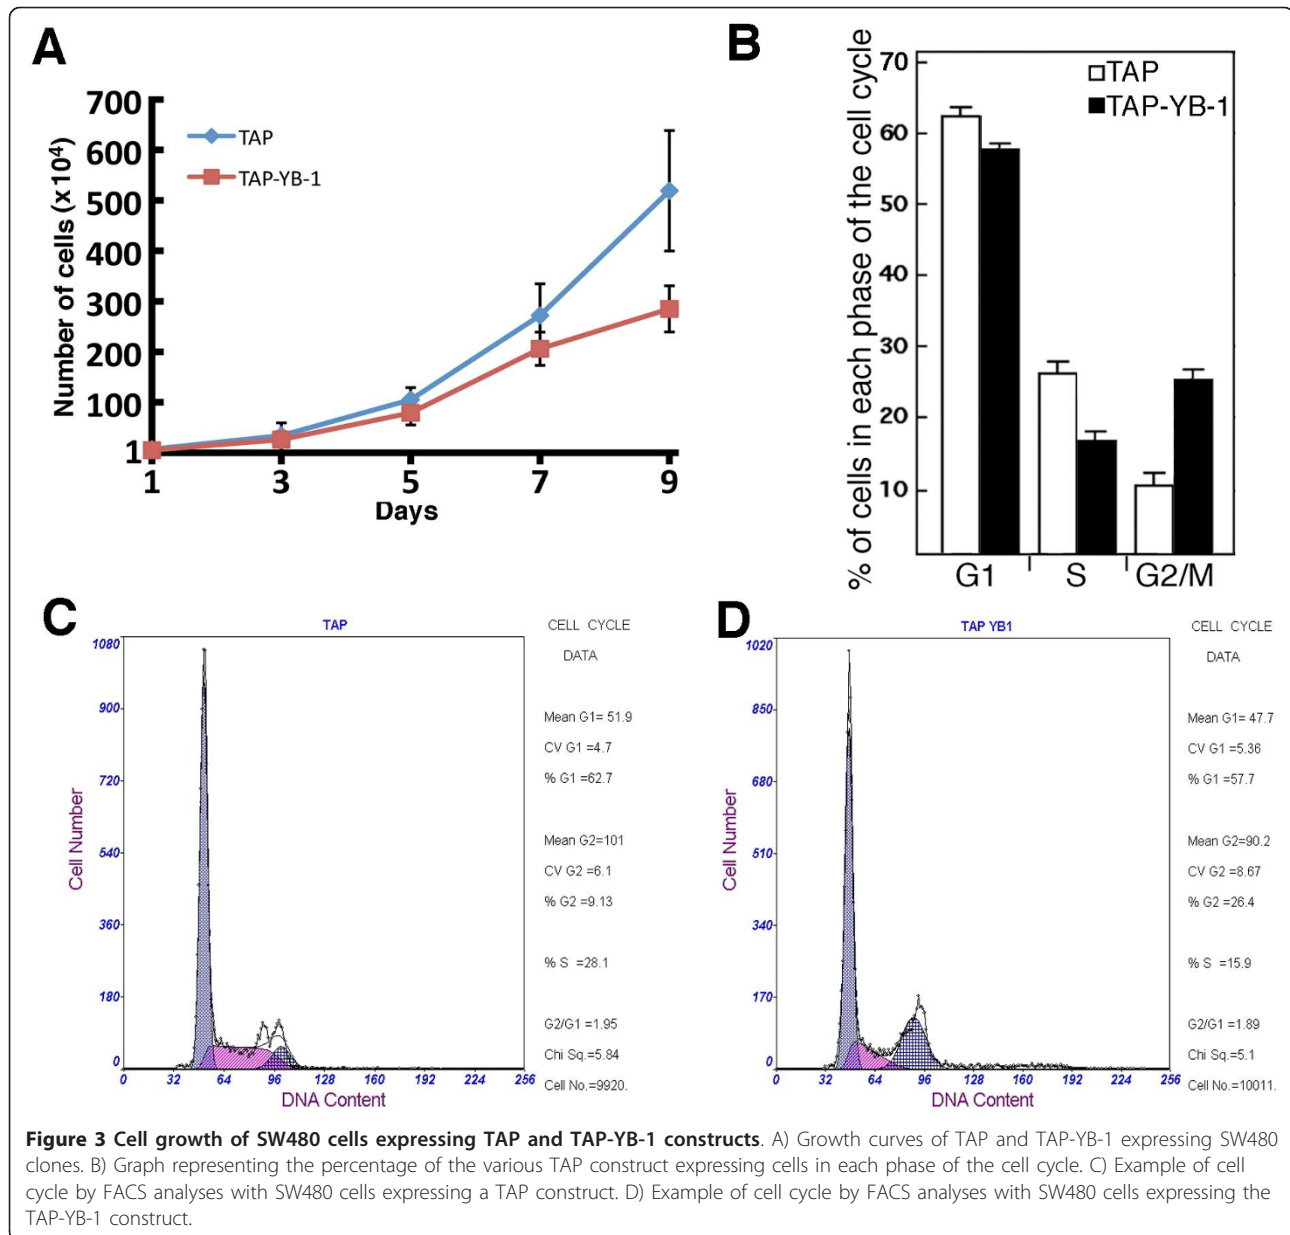 A
Number of cells (x10⁴)
700
600
500
400
300
200
100
1
TAP
TAP-YB-1
1 3 5 7 9
Days
B
% of cells in each phase of the cell cycle
70
60
50
40
30
20
10
TAP
TAP-YB-1
G1 S G2/M
C
TAP
Cell Number
1080
900
720
540
360
180
0
0 32 64 96 128 160 192 224 256
DNA Content
CELL CYCLE
DATA
Mean G1= 51.9
CV G1 =4.7
% G1 =62.7
Mean G2=101
CV G2 =6.1
% G2 =9.13
% S =28.1
G2/G1 =1.95
Chi Sq.=5.84
Cell No.=9920.
D
TAP YB1
Cell Number
1020
850
680
510
340
170
0
0 32 64 96 128 160 192 224 256
DNA Content
CELL CYCLE
DATA
Mean G1= 47.7
CV G1 =5.36
% G1 =57.7
Mean G2=90.2
CV G2 =8.67
% G2 =26.4
% S =15.9
G2/G1 =1.89
Chi Sq.=5.1
Cell No.=10011.
Figure 3 Cell growth of SW480 cells expressing TAP and TAP-YB-1 constructs. A) Growth curves of TAP and TAP-YB-1 expressing SW480
clones. B) Graph representing the percentage of the various TAP construct expressing cells in each phase of the cell cycle. C) Example of cell
cycle by FACS analyses with SW480 cells expressing a TAP construct. D) Example of cell cycle by FACS analyses with SW480 cells expressing the
TAP-YB-1 construct.